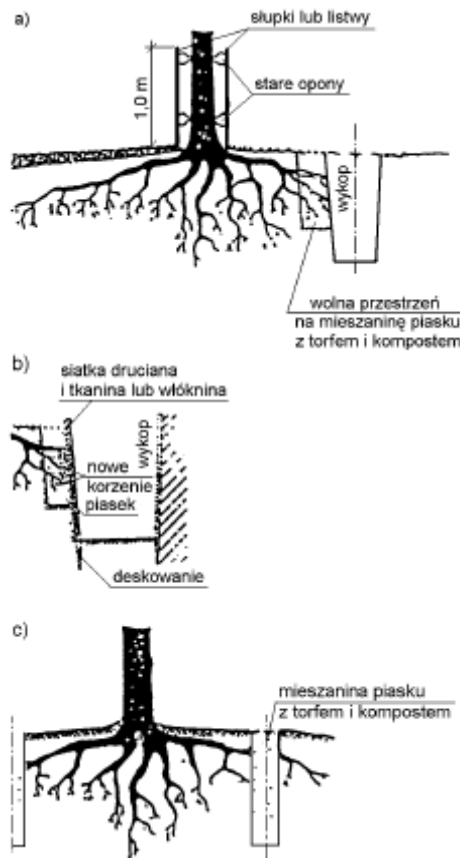 a)
słupki lub listwy
1,0 m
stare opony
wykop
wolna przestrzeń
na mieszaninę piasku
z torfem i kompostem
b)
siatka druciana
i tkanina lub włóknina
wykop
nowe
korzenie
piasek
deskowanie
c)
mieszanina piasku
z torfem i kompostem